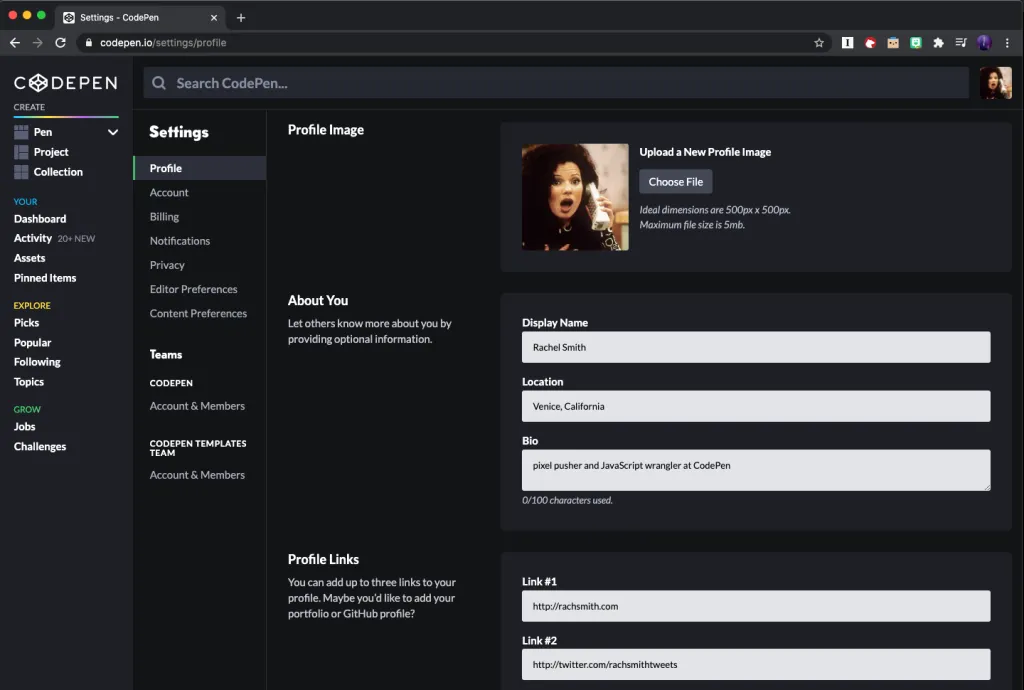 Settings - CodePen
codepen.io/settings/profile
CODEPEN
Search CodePen...
CREATE
Pen
Project
Collection
YOUR
Dashboard
Activity 20+ NEW
Assets
Pinned Items
EXPLORE
Picks
Popular
Following
Topics
GROW
Jobs
Challenges
Settings
Profile
Account
Billing
Notifications
Privacy
Editor Preferences
Content Preferences
Teams
CODEPEN
Account & Members
CODEPEN TEMPLATES
TEAM
Account & Members
Profile Image
Upload a New Profile Image
Choose File
Ideal dimensions are 500px x 500px.
Maximum file size is 5mb.
About You
Let others know more about you by
providing optional information.
Display Name
Rachel Smith
Location
Venice, California
Bio
pixel pusher and JavaScript wrangler at CodePen
0/100 characters used.
Profile Links
You can add up to three links to your
profile. Maybe you'd like to add your
portfolio or GitHub profile?
Link #1
http://rachsmith.com
Link #2
http://twitter.com/rachsmithtweets